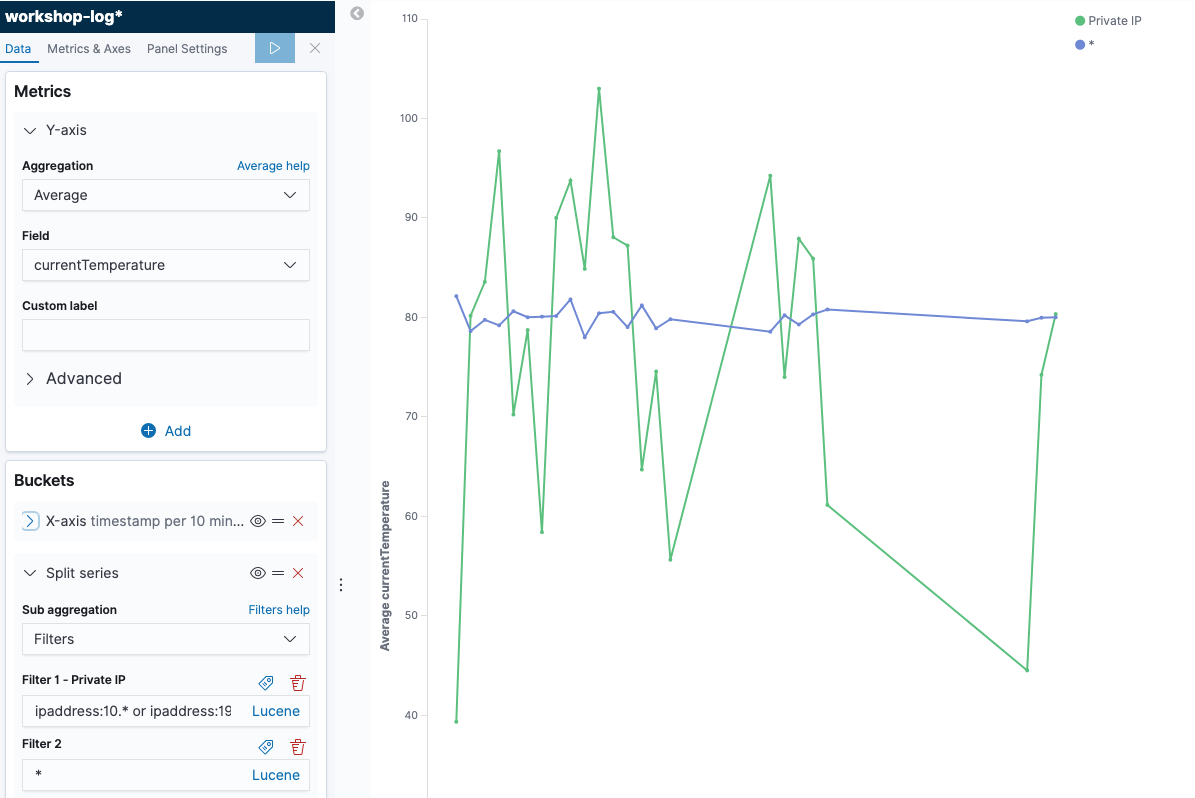 workshop-log*
Data Metrics & Axes Panel Settings
Metrics
Y-axis
Aggregation Average help
Average
Field
currentTemperature
Custom label
Advanced
Add
Buckets
X-axis timestamp per 10 min...
Split series
Sub aggregation Filters help
Filters
Filter 1 - Private IP
ipaddress:10.* or ipaddress:19 Lucene
Filter 2
* Lucene
110
100
90
80
70
60
50
40
Average currentTemperature
Private IP
*